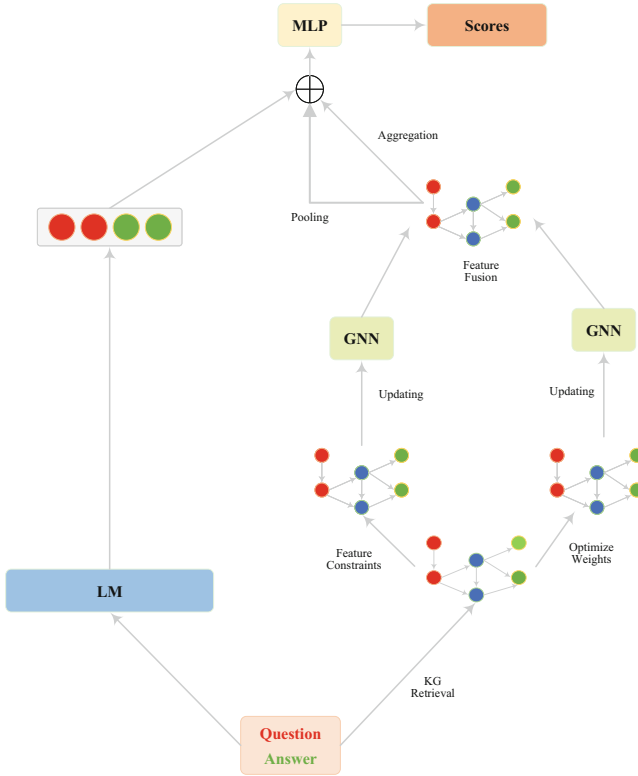 MLP
Scores
Aggregation
Pooling
Feature
Fusion
GNN
GNN
Updating
Updating
Feature
Constraints
Optimize
Weights
LM
KG
Retrieval
Question
Answer